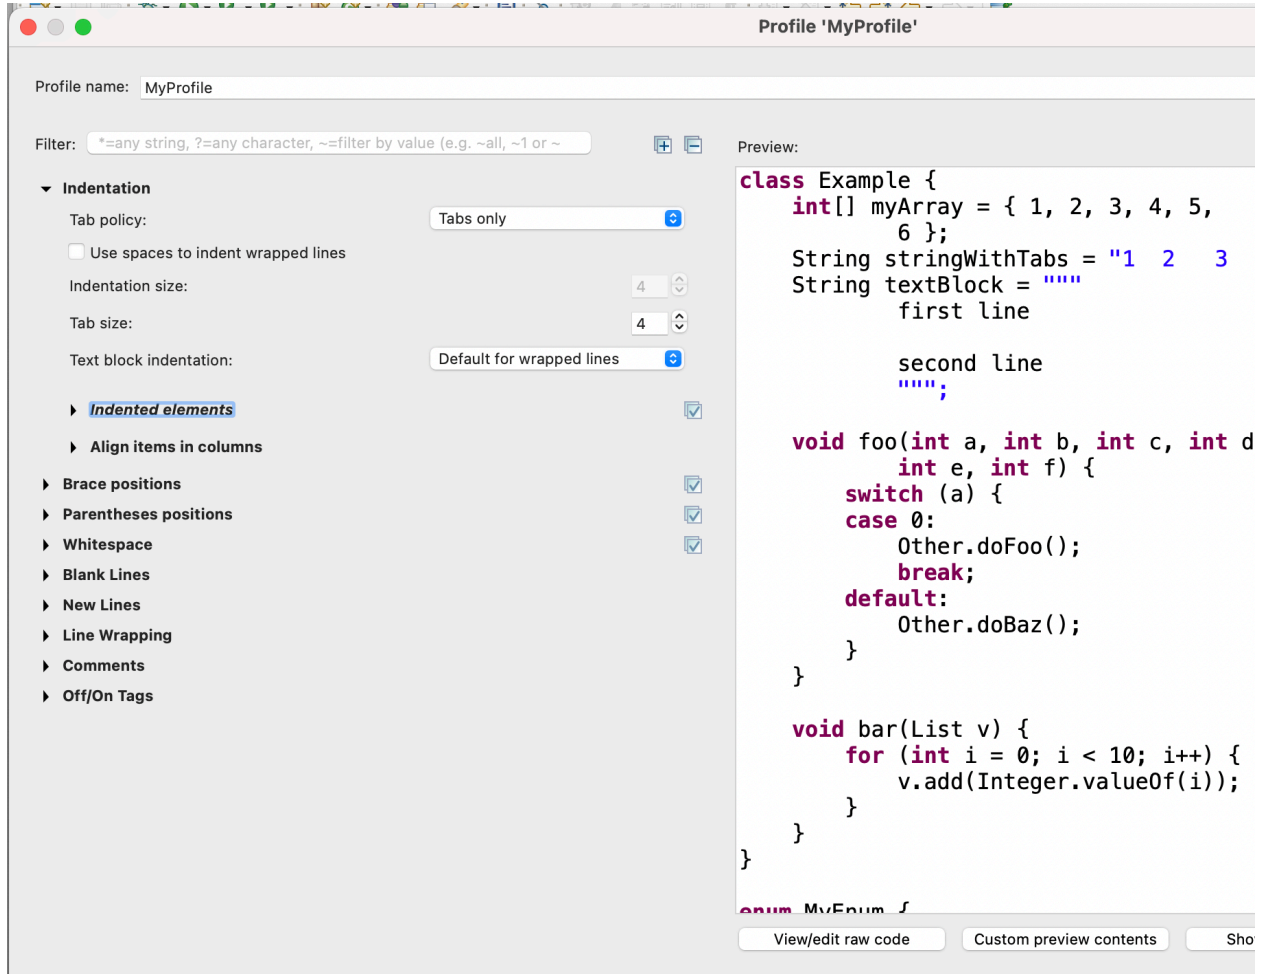 Profile 'MyProfile'
Profile name: MyProfile
Filter: *=any string, ?=any character, ~=filter by value (e.g. ~all, ~1 or ~
Indentation
Tab policy: Tabs only
Use spaces to indent wrapped lines
Indentation size: 4
Tab size: 4
Text block indentation: Default for wrapped lines
Indented elements
Align items in columns
Brace positions
Parentheses positions
Whitespace
Blank Lines
New Lines
Line Wrapping
Comments
Off/On Tags
Preview:
class Example {
    int[] myArray = { 1, 2, 3, 4, 5,
            6 };
    String stringWithTabs = "1  2   3
    String textBlock = """
            first line

            second line
            """;

    void foo(int a, int b, int c, int d
            int e, int f) {
        switch (a) {
        case 0:
            Other.doFoo();
            break;
        default:
            Other.doBaz();
        }
    }

    void bar(List v) {
        for (int i = 0; i < 10; i++) {
            v.add(Integer.valueOf(i));
        }
    }
}

enum MyEnum {
View/edit raw code
Custom preview contents
Sho